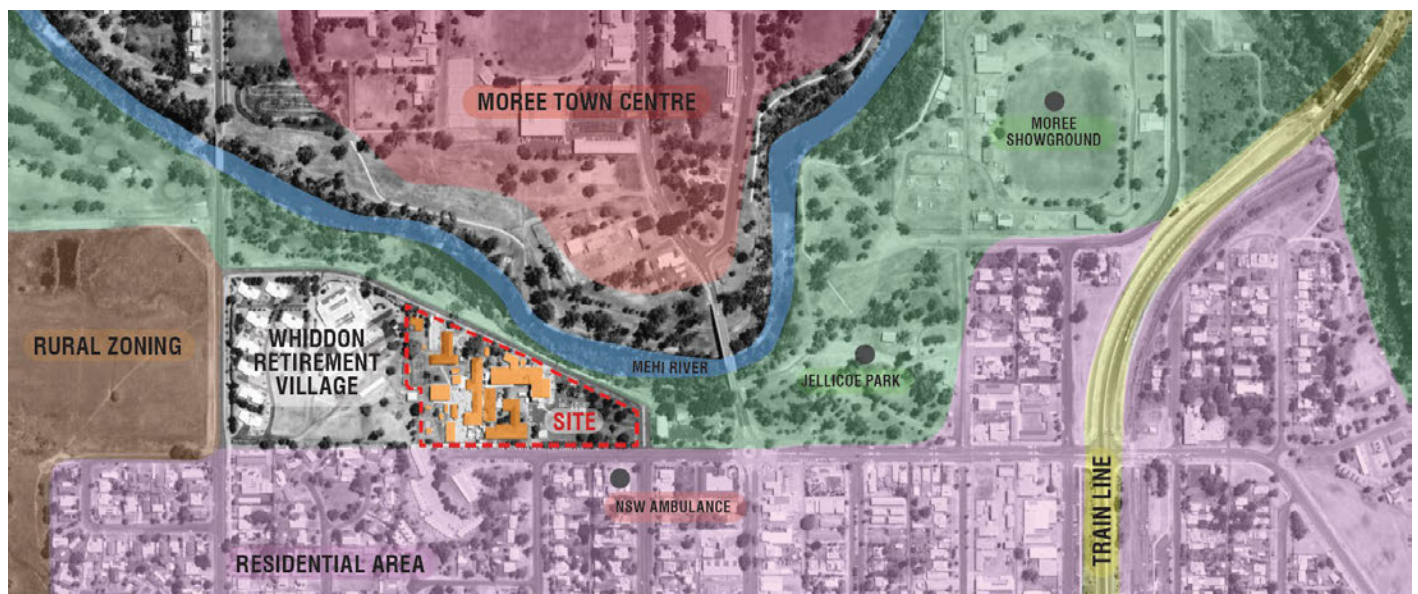 MOREE TOWN CENTRE
MOREE
SHOWGROUND
RURAL ZONING
WHIDDON
RETIREMENT
VILLAGE
MEHI RIVER
JELLICOE PARK
SITE
NSW AMBULANCE
TRAIN LINE
RESIDENTIAL AREA